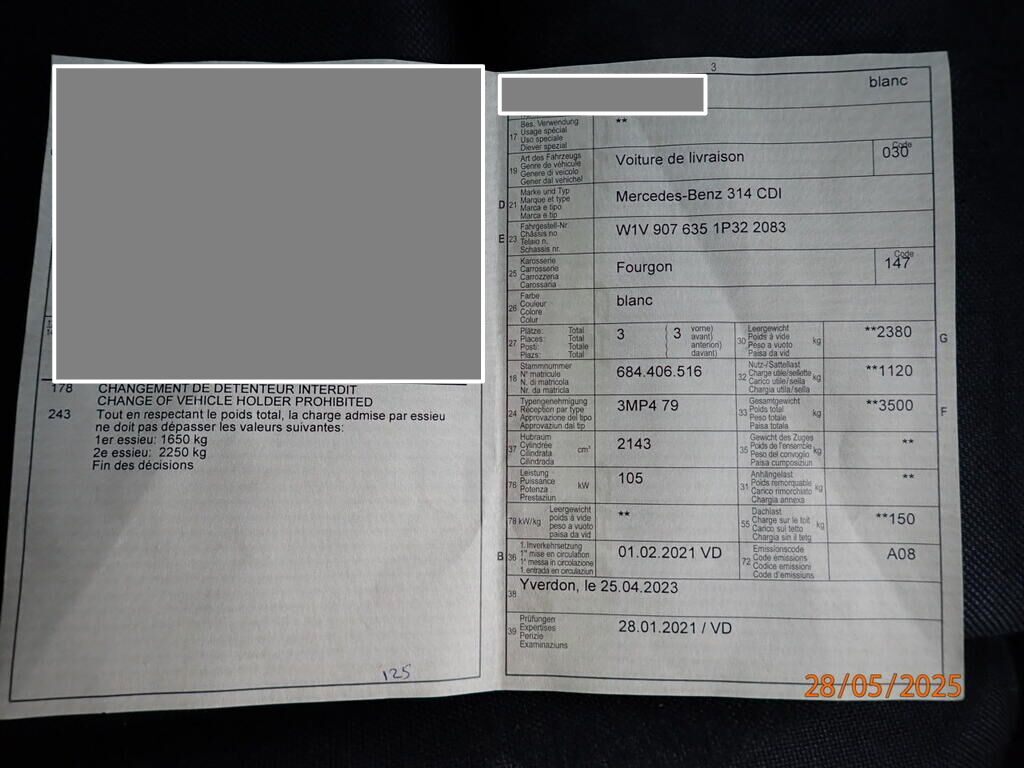 178 CHANGEMENT DE DETENTEUR INTERDIT
CHANGE OF VEHICLE HOLDER PROHIBITED
243 Tout en respectant le poids total, la charge admise par essieu
ne doit pas dépasser les valeurs suivantes:
1er essieu: 1650 kg
2e essieu: 2250 kg
Fin des décisions
125
3
blanc
17 Bes. Verwendung
Usage spécial
Uso speciale
Diever spezial
**
19 Art des Fahrzeugs
Genre de véhicule
Genere di veicolo
Gener dal vehichel
Voiture de livraison
Code
030
D 21 Marke und Typ
Marque et type
Marca e tipo
Marca e tip
Mercedes-Benz 314 CDI
E 23 Fahrgestell-Nr.
Châssis no
Telaio n.
Schassis nr.
W1V 907 635 1P32 2083
25 Karosserie
Carrosserie
Carrozzeria
Carossaria
Fourgon
Code
147
26 Farbe
Couleur
Colore
Colur
blanc
27 Plätze: Total
Places: Total
Posti: Totale
Plazs: Total
3
( 3 vorne)
avant)
anteriori)
davant)
30 Leergewicht
Poids à vide
Peso a vuoto
Paisa da vid
kg
**2380
G
18 Stammnummer
N° matricule
N. di matricola
Nr. da matricla
684.406.516
32 Nutz-/Sattellast
Charge utile/sellette
Carico utile/sella
Chargia utila/sella
kg
**1120
24 Typengenehmigung
Réception par type
Approvazione del tipo
Approvaziun dal tip
3MP4 79
33 Gesamtgewicht
Poids total
Peso totale
Paisa totala
kg
**3500
F
37 Hubraum
Cylindrée
Cilindrata
Cilindrada
cm³
2143
35 Gewicht des Zuges
Poids de l'ensemble
Peso del convoglio
Paisa cumposiziun
kg
**
76 Leistung
Puissance
Potenza
Prestaziun
kW
105
31 Anhängelast
Poids remorquable
Carico rimorchiato
Chargia annexa
kg
**
78 kW/kg Leergewicht
poids à vide
peso a vuoto
paisa da vid
**
55 Dachlast
Charge sur le toit
Carico sul tetto
Chargia sin il tetg
kg
**150
B 36 1. Inverkehrsetzung
1re mise en circulation
1a messa in circolazione
1. entrada en circulaziun
01.02.2021 VD
72 Emissionscode
Code émissions
Codice emissioni
Code d'emissiuns
A08
38 Yverdon, le 25.04.2023
39 Prüfungen
Expertises
Perizie
Examinaziuns
28.01.2021 / VD
28/05/2025